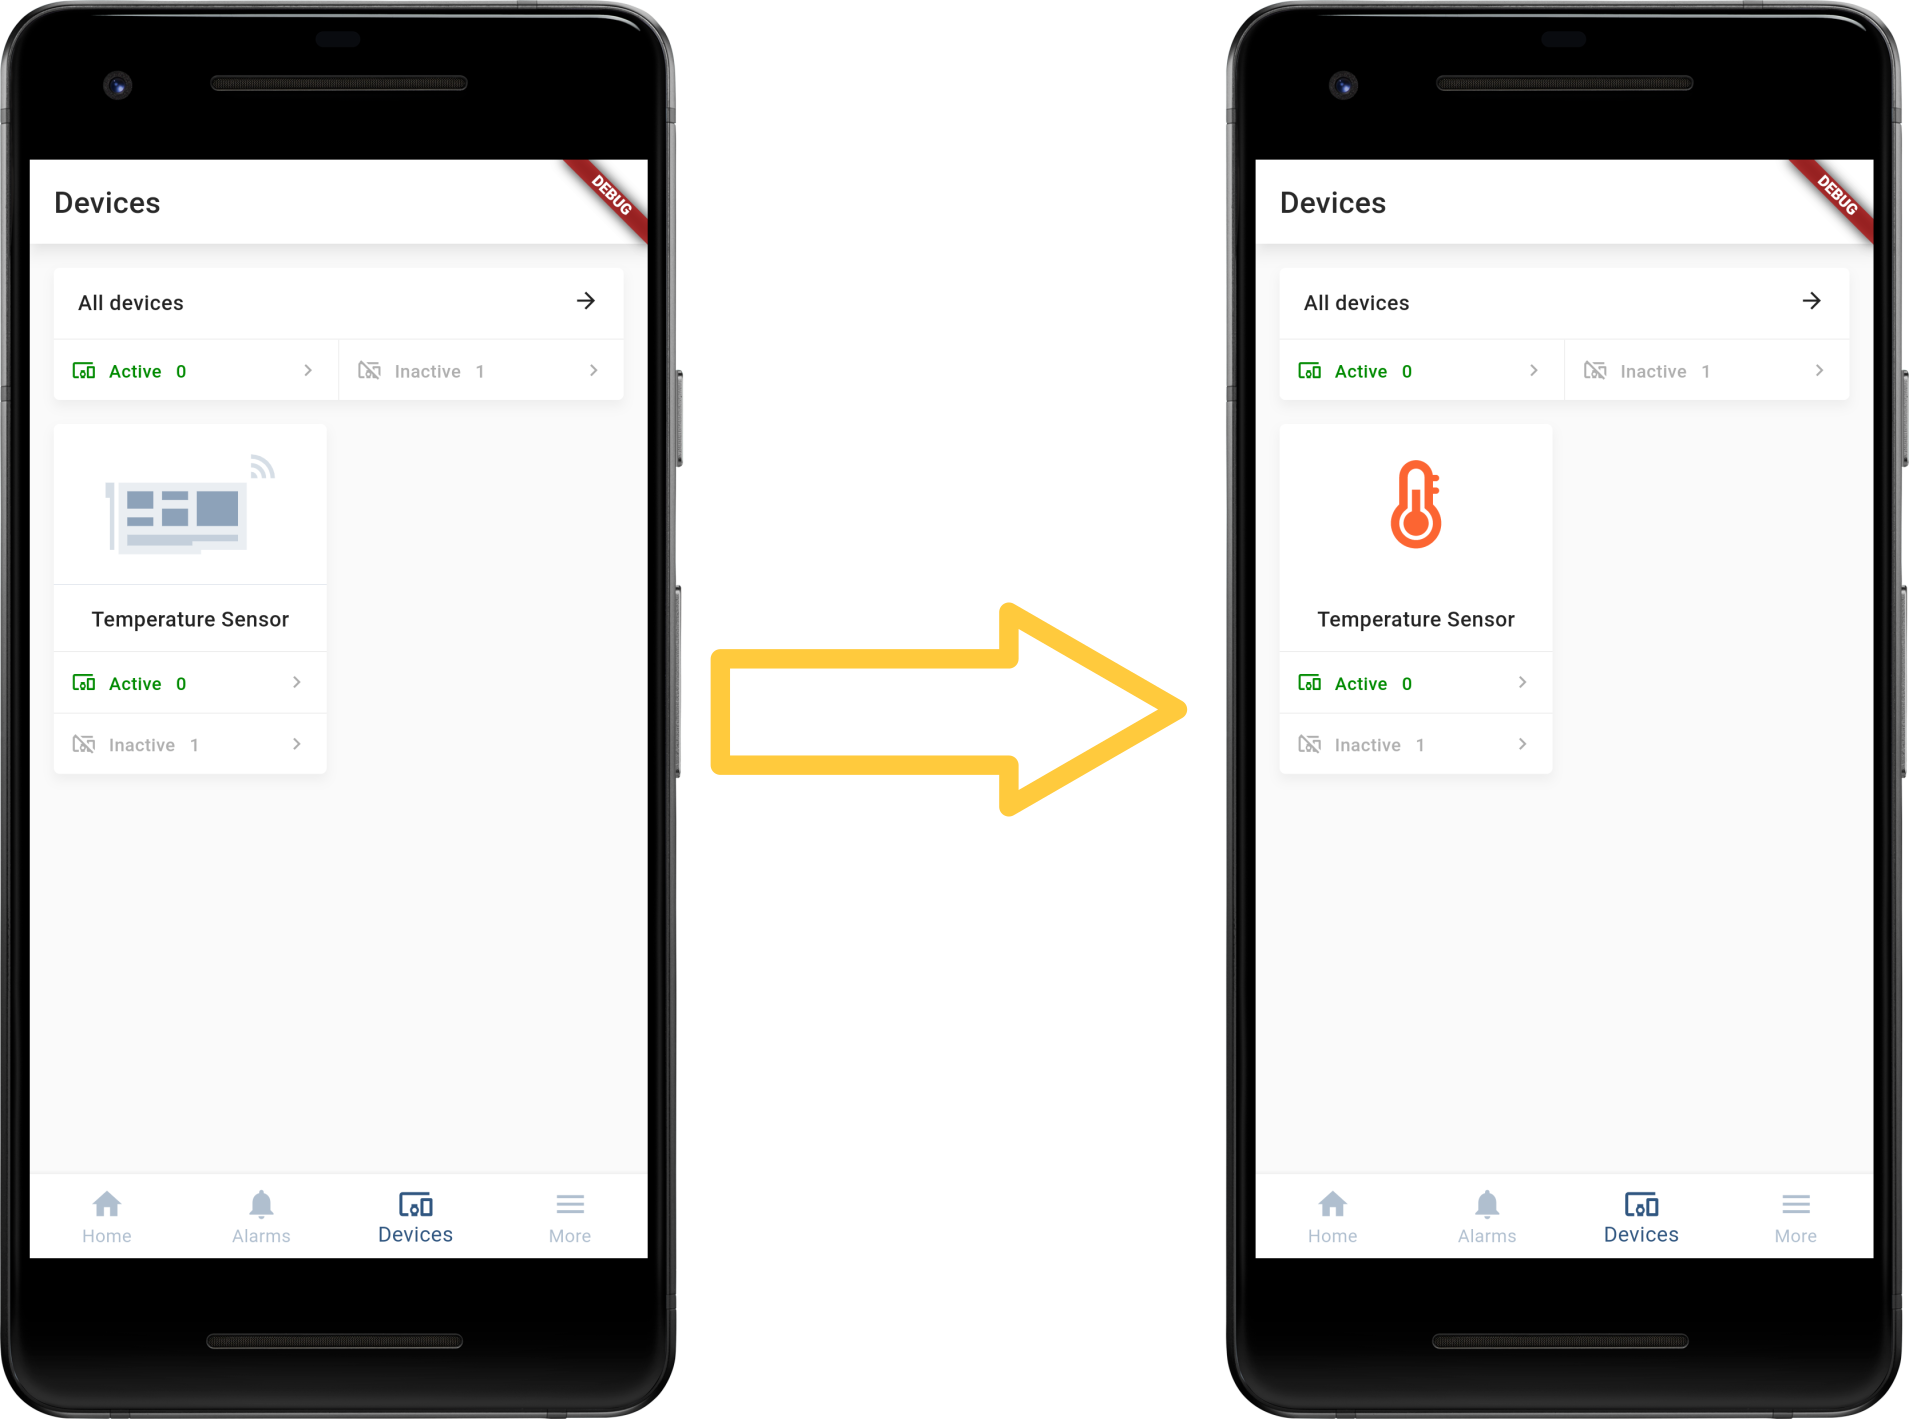 Devices
DEBUG
All devices
Active 0
Inactive 1
Temperature Sensor
Active 0
Inactive 1
Home
Alarms
Devices
More
Devices
DEBUG
All devices
Active 0
Inactive 1
Temperature Sensor
Active 0
Inactive 1
Home
Alarms
Devices
More